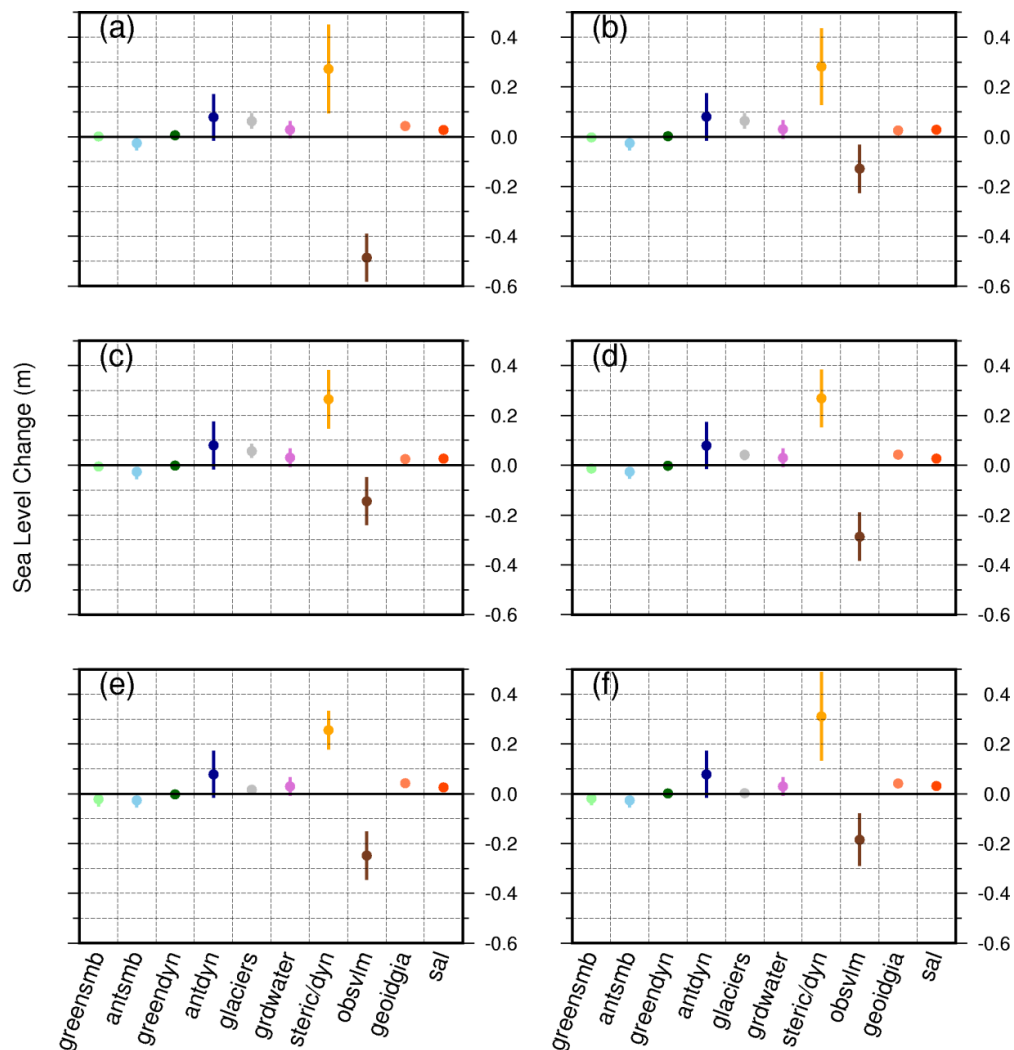 (a)
0.4
0.2
0.0
-0.2
-0.4
-0.6
(b)
0.4
0.2
0.0
-0.2
-0.4
-0.6
Sea Level Change (m)
(c)
0.4
0.2
0.0
-0.2
-0.4
-0.6
(d)
0.4
0.2
0.0
-0.2
-0.4
-0.6
(e)
0.4
0.2
0.0
-0.2
-0.4
-0.6
(f)
0.4
0.2
0.0
-0.2
-0.4
-0.6
greensmb
antsmb
greendyn
antdyn
glaciers
grdwater
steric/dyn
obsvlm
geoidgia
sal
greensmb
antsmb
greendyn
antdyn
glaciers
grdwater
steric/dyn
obsvlm
geoidgia
sal